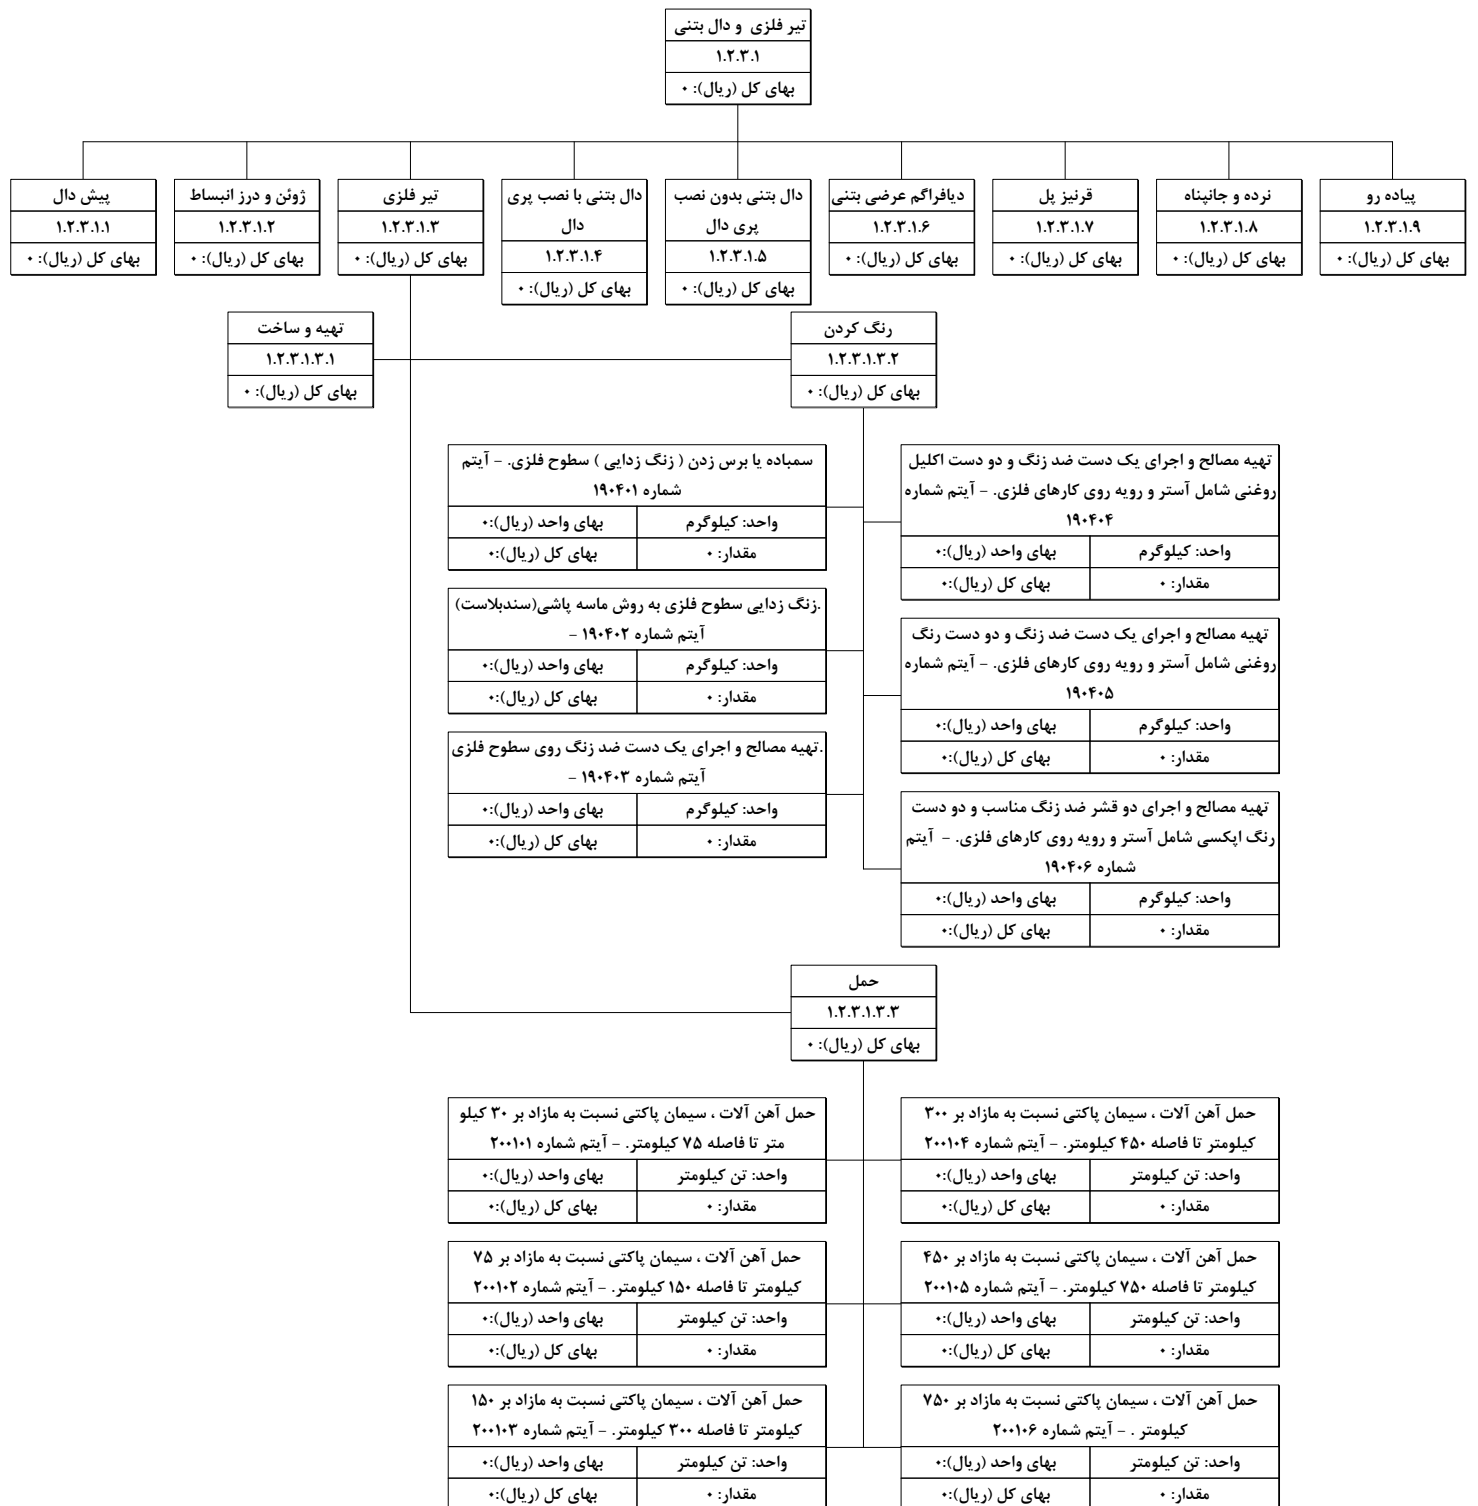 تیر فلزی و دال بتنی
۱.۲.۳.۱
بهای کل (ریال): ۰
پیش دال
۱.۲.۳.۱.۱
بهای کل (ریال): ۰
ژوئن و درز انبساط
۱.۲.۳.۱.۲
بهای کل (ریال): ۰
تیر فلزی
۱.۲.۳.۱.۳
بهای کل (ریال): ۰
دال بتنی با نصب پری
دال
۱.۲.۳.۱.۴
بهای کل (ریال): ۰
دال بتنی بدون نصب
پری دال
۱.۲.۳.۱.۵
بهای کل (ریال): ۰
دیافراگم عرضی بتنی
۱.۲.۳.۱.۶
بهای کل (ریال): ۰
قرنیز پل
۱.۲.۳.۱.۷
بهای کل (ریال): ۰
نرده و جانپناه
۱.۲.۳.۱.۸
بهای کل (ریال): ۰
پیاده رو
۱.۲.۳.۱.۹
بهای کل (ریال): ۰
تهیه و ساخت
۱.۲.۳.۱.۳.۱
بهای کل (ریال): ۰
رنگ کردن
۱.۲.۳.۱.۳.۲
بهای کل (ریال): ۰
سمباده یا برس زدن ( زنگ زدایی ) سطوح فلزی. - آیتم
شماره ۱۹۰۴۰۱
واحد: کیلوگرم
بهای واحد (ریال):۰
مقدار: ۰
بهای کل (ریال):۰
.زنگ زدایی سطوح فلزی به روش ماسه پاشی(سندبلاست)
آیتم شماره ۱۹۰۴۰۲ -
واحد: کیلوگرم
بهای واحد (ریال):۰
مقدار: ۰
بهای کل (ریال):۰
.تهیه مصالح و اجرای یک دست ضد زنگ روی سطوح فلزی
آیتم شماره ۱۹۰۴۰۳ -
واحد: کیلوگرم
بهای واحد (ریال):۰
مقدار: ۰
بهای کل (ریال):۰
تهیه مصالح و اجرای یک دست ضد زنگ و دو دست اکلیل
روغنی شامل آستر و رویه روی کارهای فلزی. - آیتم شماره
۱۹۰۴۰۴
واحد: کیلوگرم
بهای واحد (ریال):۰
مقدار: ۰
بهای کل (ریال):۰
تهیه مصالح و اجرای یک دست ضد زنگ و دو دست رنگ
روغنی شامل آستر و رویه روی کارهای فلزی. - آیتم شماره
۱۹۰۴۰۵
واحد: کیلوگرم
بهای واحد (ریال):۰
مقدار: ۰
بهای کل (ریال):۰
تهیه مصالح و اجرای دو قشر ضد زنگ مناسب و دو دست
رنگ اپکسی شامل آستر و رویه روی کارهای فلزی. - آیتم
شماره ۱۹۰۴۰۶
واحد: کیلوگرم
بهای واحد (ریال):۰
مقدار: ۰
بهای کل (ریال):۰
حمل
۱.۲.۳.۱.۳.۳
بهای کل (ریال): ۰
حمل آهن آلات ، سیمان پاکتی نسبت به مازاد بر ۳۰ کیلو
متر تا فاصله ۷۵ کیلومتر. - آیتم شماره ۲۰۰۱۰۱
واحد: تن کیلومتر
بهای واحد (ریال):۰
مقدار: ۰
بهای کل (ریال):۰
حمل آهن آلات ، سیمان پاکتی نسبت به مازاد بر ۷۵
کیلومتر تا فاصله ۱۵۰ کیلومتر. - آیتم شماره ۲۰۰۱۰۲
واحد: تن کیلومتر
بهای واحد (ریال):۰
مقدار: ۰
بهای کل (ریال):۰
حمل آهن آلات ، سیمان پاکتی نسبت به مازاد بر ۱۵۰
کیلومتر تا فاصله ۳۰۰ کیلومتر. - آیتم شماره ۲۰۰۱۰۳
واحد: تن کیلومتر
بهای واحد (ریال):۰
مقدار: ۰
بهای کل (ریال):۰
حمل آهن آلات ، سیمان پاکتی نسبت به مازاد بر ۳۰۰
کیلومتر تا فاصله ۴۵۰ کیلومتر. - آیتم شماره ۲۰۰۱۰۴
واحد: تن کیلومتر
بهای واحد (ریال):۰
مقدار: ۰
بهای کل (ریال):۰
حمل آهن آلات ، سیمان پاکتی نسبت به مازاد بر ۴۵۰
کیلومتر تا فاصله ۷۵۰ کیلومتر. - آیتم شماره ۲۰۰۱۰۵
واحد: تن کیلومتر
بهای واحد (ریال):۰
مقدار: ۰
بهای کل (ریال):۰
حمل آهن آلات ، سیمان پاکتی نسبت به مازاد بر ۷۵۰
کیلومتر . - آیتم شماره ۲۰۰۱۰۶
واحد: تن کیلومتر
بهای واحد (ریال):۰
مقدار: ۰
بهای کل (ریال):۰